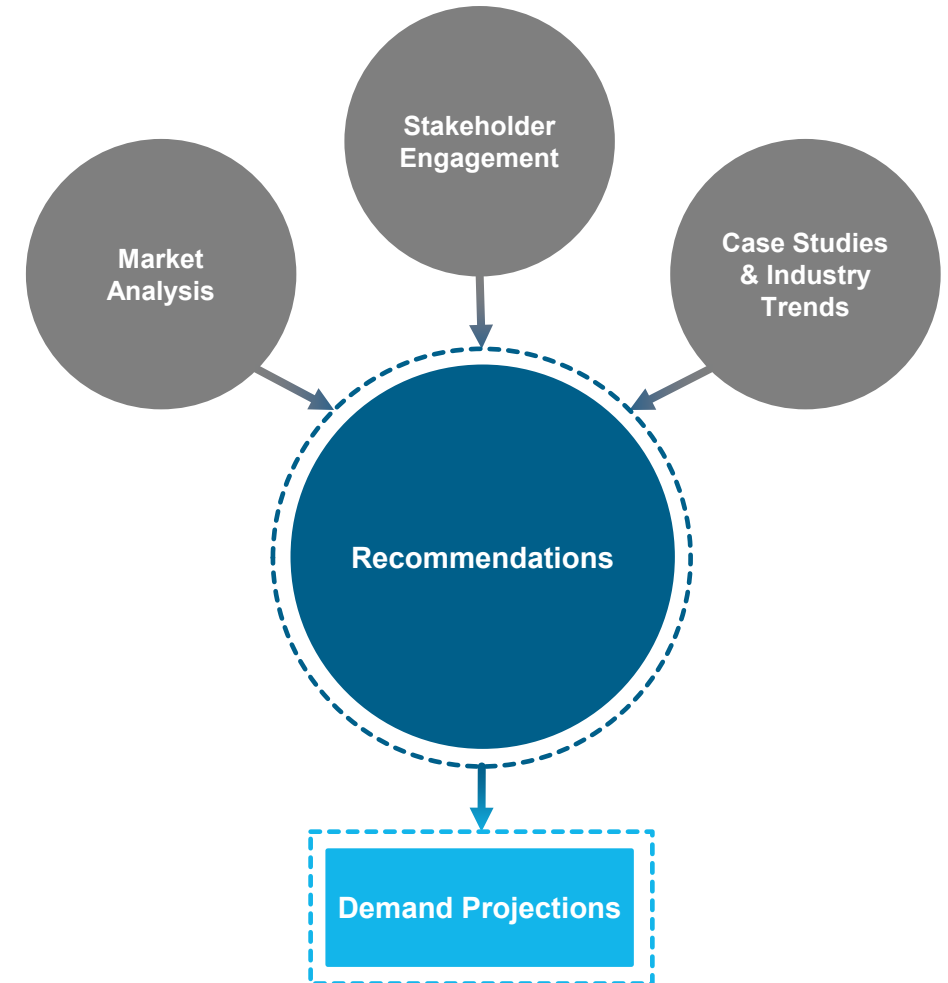 Stakeholder
Engagement
Market
Analysis
Case Studies
& Industry
Trends
Recommendations
Demand Projections